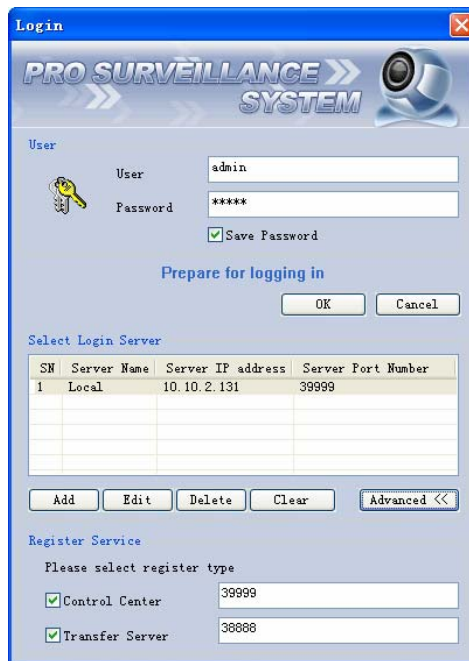 Login
PRO SURVEILLANCE
SYSTEM
User
User admin
Password *****
Save Password
Prepare for logging in
OK Cancel
Select Login Server
SN Server Name Server IP address Server Port Number
1 Local 10.10.2.131 39999
Add Edit Delete Clear Advanced <<
Register Service
Please select register type
Control Center 39999
Transfer Server 38888